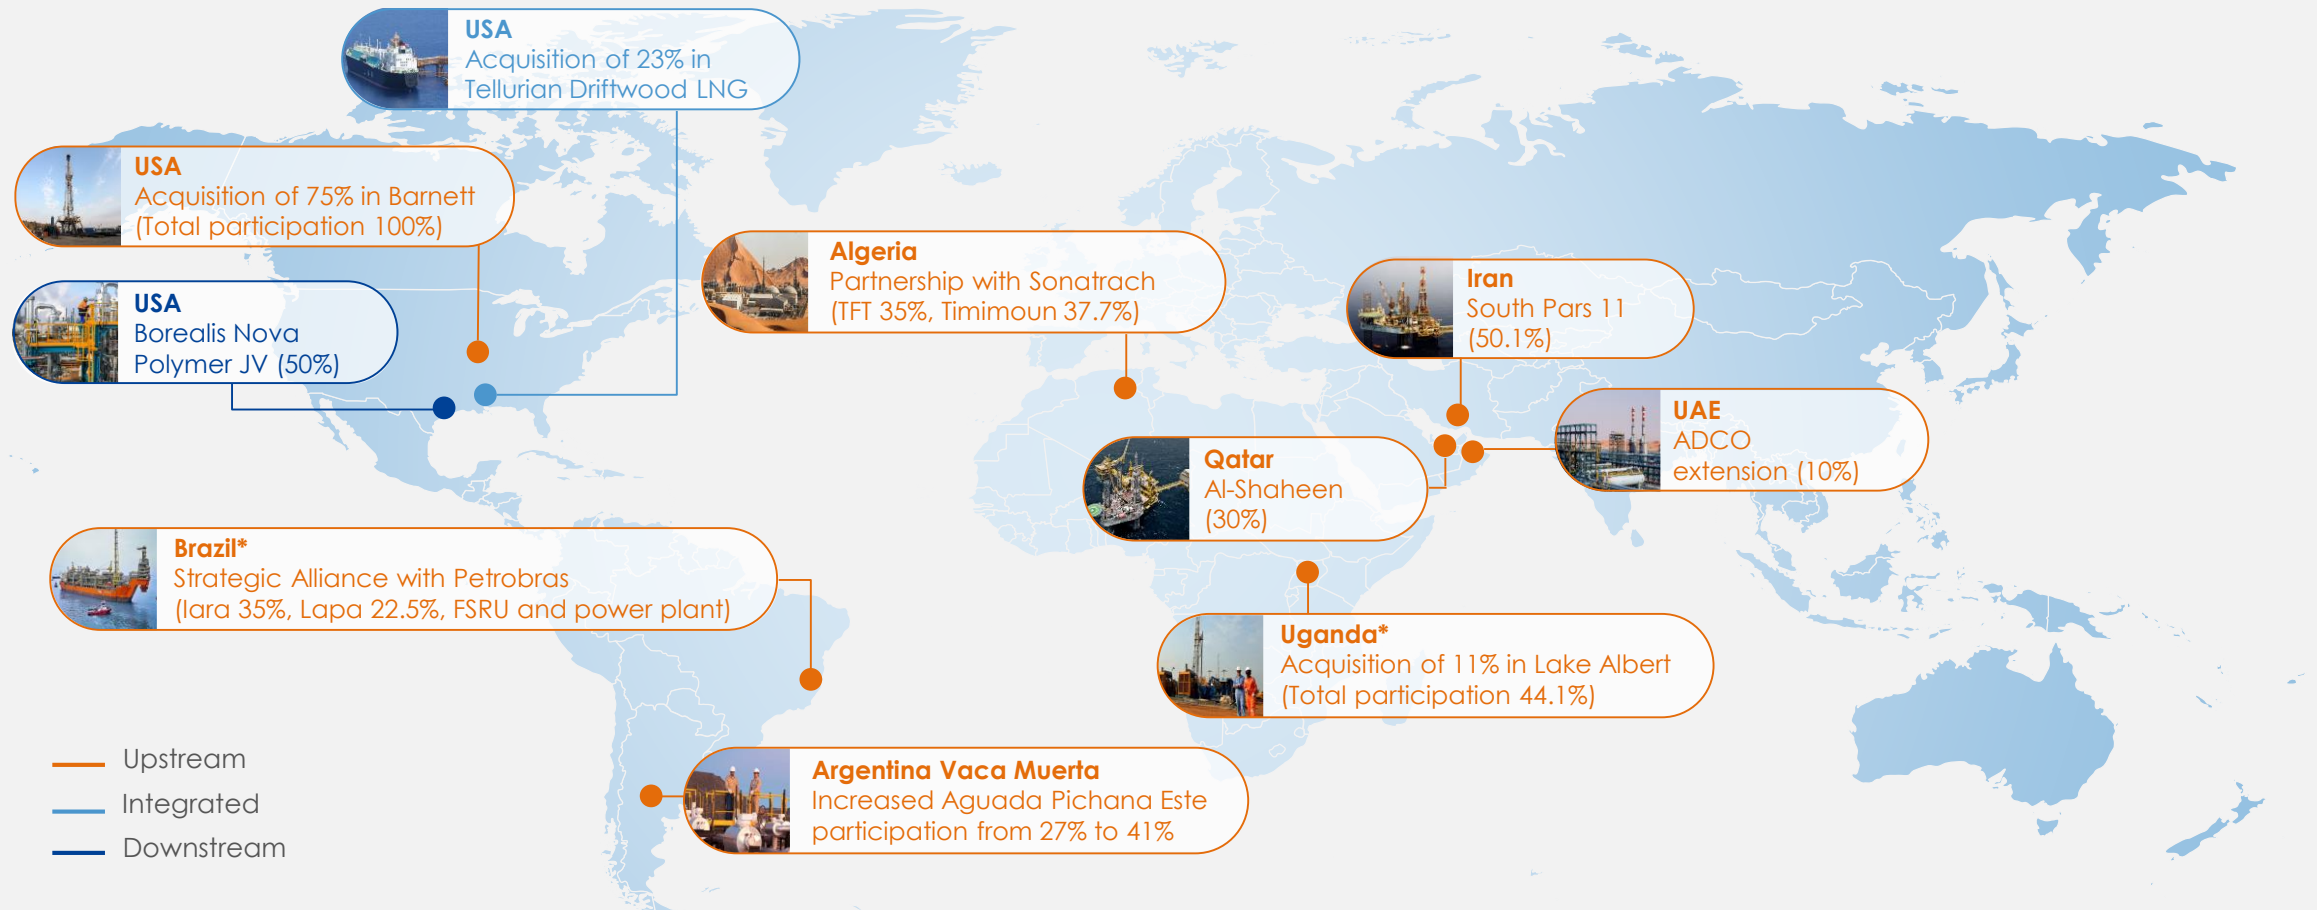 USA
Acquisition of 23% in
Tellurian Driftwood LNG
USA
Acquisition of 75% in Barnett
(Total participation 100%)
USA
Borealis Nova
Polymer JV (50%)
Algeria
Partnership with Sonatrach
(TFT 35%, Timimoun 37.7%)
Iran
South Pars 11
(50.1%)
UAE
ADCO
extension (10%)
Qatar
Al-Shaheen
(30%)
Brazil*
Strategic Alliance with Petrobras
(Iara 35%, Lapa 22.5%, FSRU and power plant)
Uganda*
Acquisition of 11% in Lake Albert
(Total participation 44.1%)
Argentina Vaca Muerta
Increased Aguada Pichana Este
participation from 27% to 41%
Upstream
Integrated
Downstream